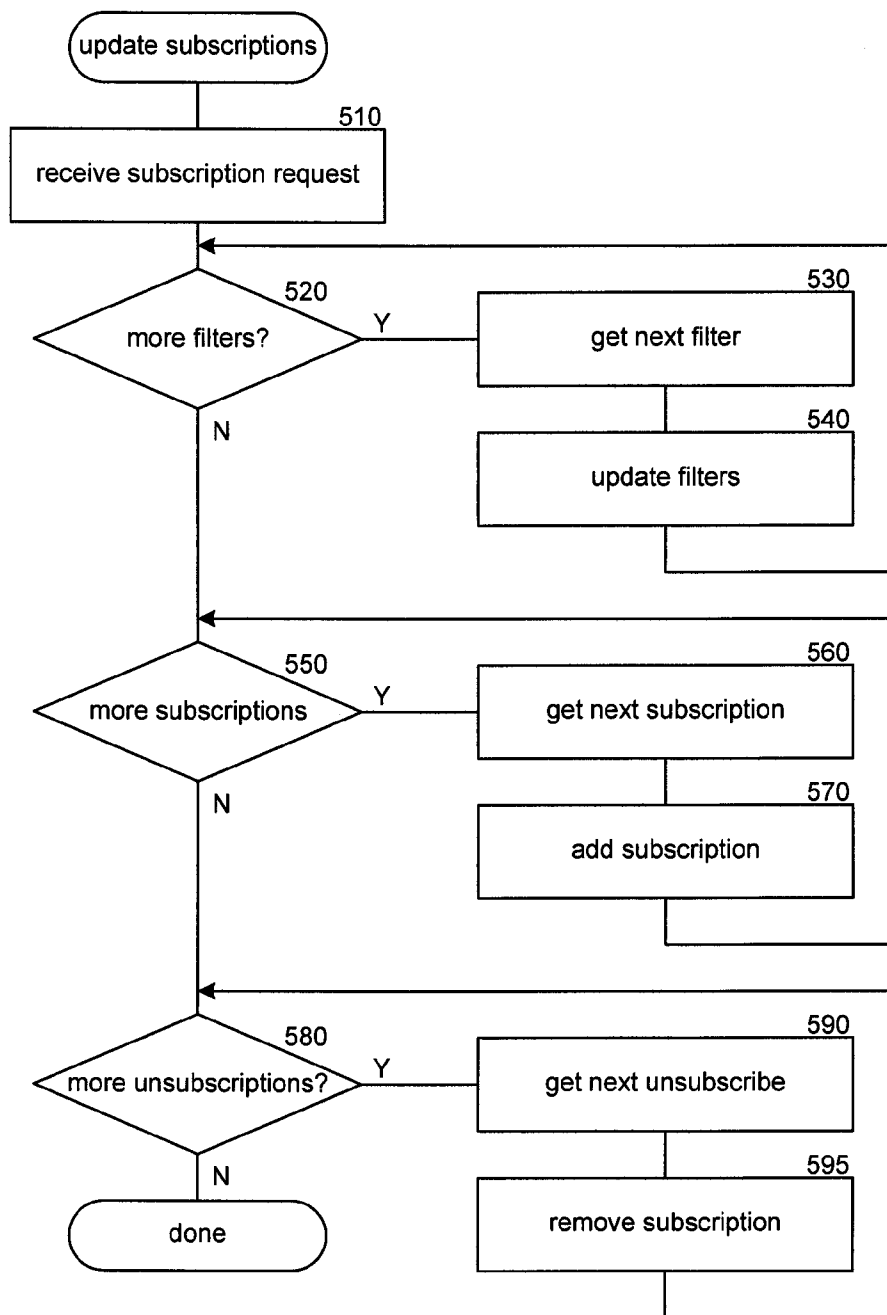 update subscriptions
510
receive subscription request
520
more filters?
Y
N
530
get next filter
540
update filters
550
more subscriptions
Y
N
560
get next subscription
570
add subscription
580
more unsubscriptions?
Y
N
590
get next unsubscribe
595
remove subscription
done